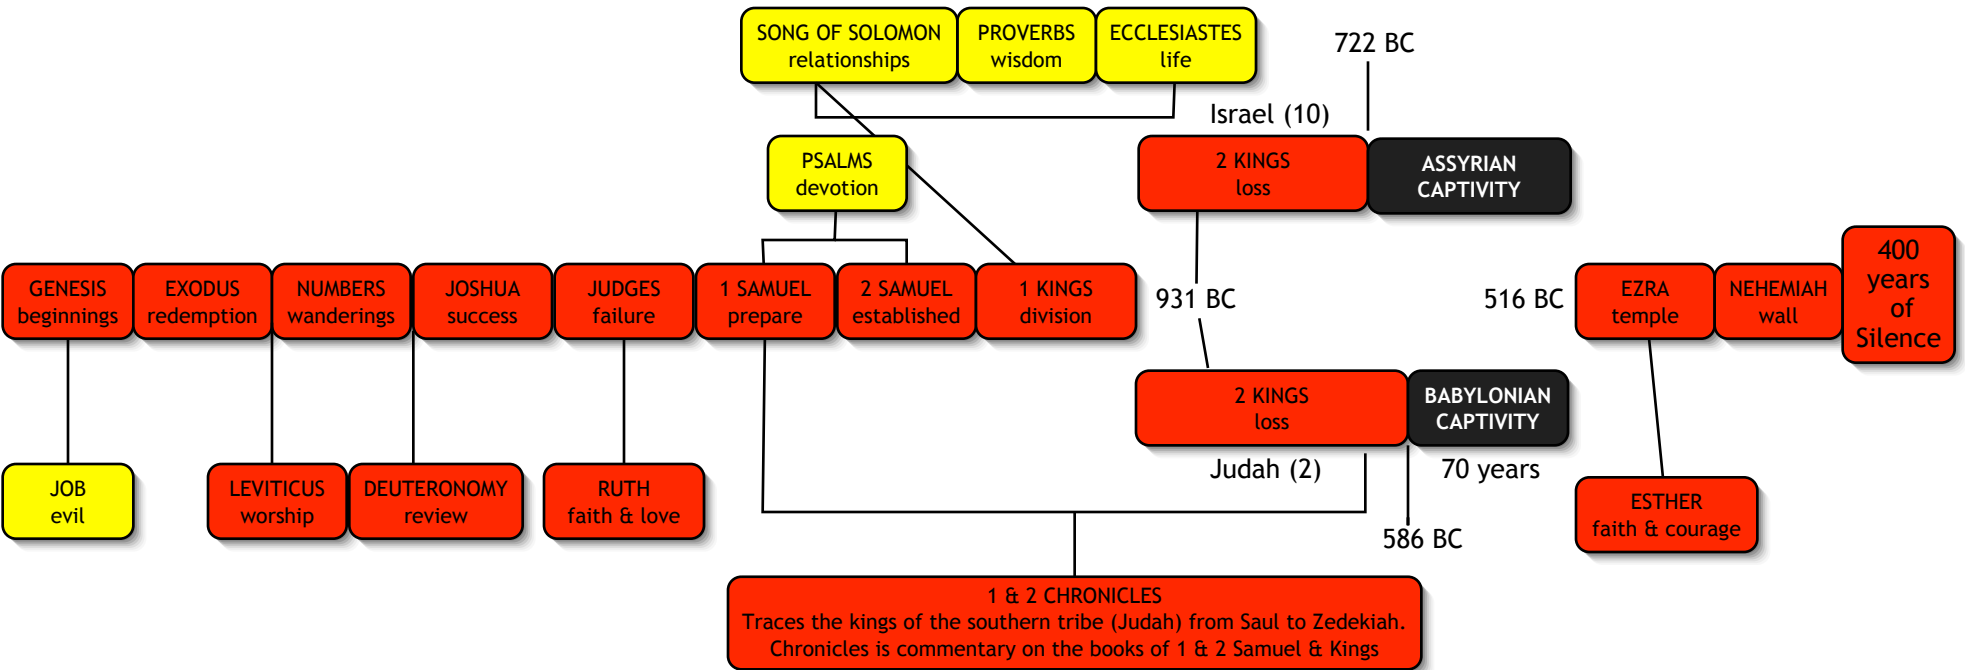 SONG OF SOLOMON
relationships
PROVERBS
wisdom
ECCLESIASTES
life
722 BC
Israel (10)
PSALMS
devotion
2 KINGS
loss
ASSYRIAN
CAPTIVITY
GENESIS
beginnings
EXODUS
redemption
NUMBERS
wanderings
JOSHUA
success
JUDGES
failure
1 SAMUEL
prepare
2 SAMUEL
established
1 KINGS
division
931 BC
516 BC
EZRA
temple
NEHEMIAH
wall
400
years
of
Silence
2 KINGS
loss
BABYLONIAN
CAPTIVITY
Judah (2)
70 years
JOB
evil
LEVITICUS
worship
DEUTERONOMY
review
RUTH
faith & love
ESTHER
faith & courage
586 BC
1 & 2 CHRONICLES
Traces the kings of the southern tribe (Judah) from Saul to Zedekiah.
Chronicles is commentary on the books of 1 & 2 Samuel & Kings